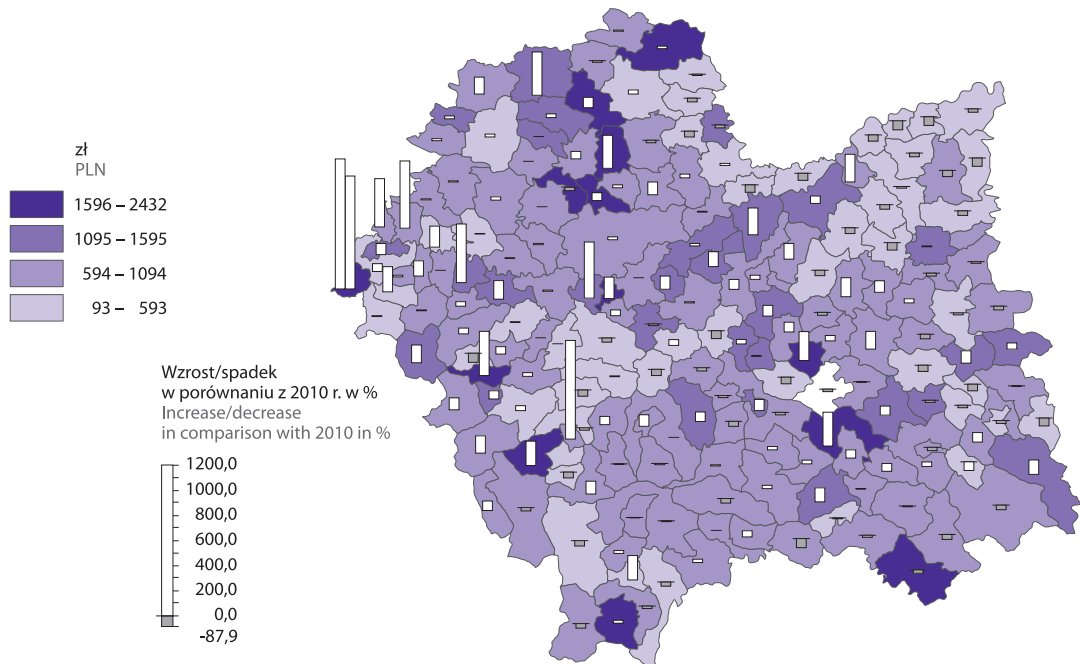 zł
PLN
1596 – 2432
1095 – 1595
594 – 1094
93 – 593
Wzrost/spadek
w porównaniu z 2010 r. w %
Increase/decrease
in comparison with 2010 in %
1200,0
1000,0
800,0
600,0
400,0
200,0
0,0
-87,9